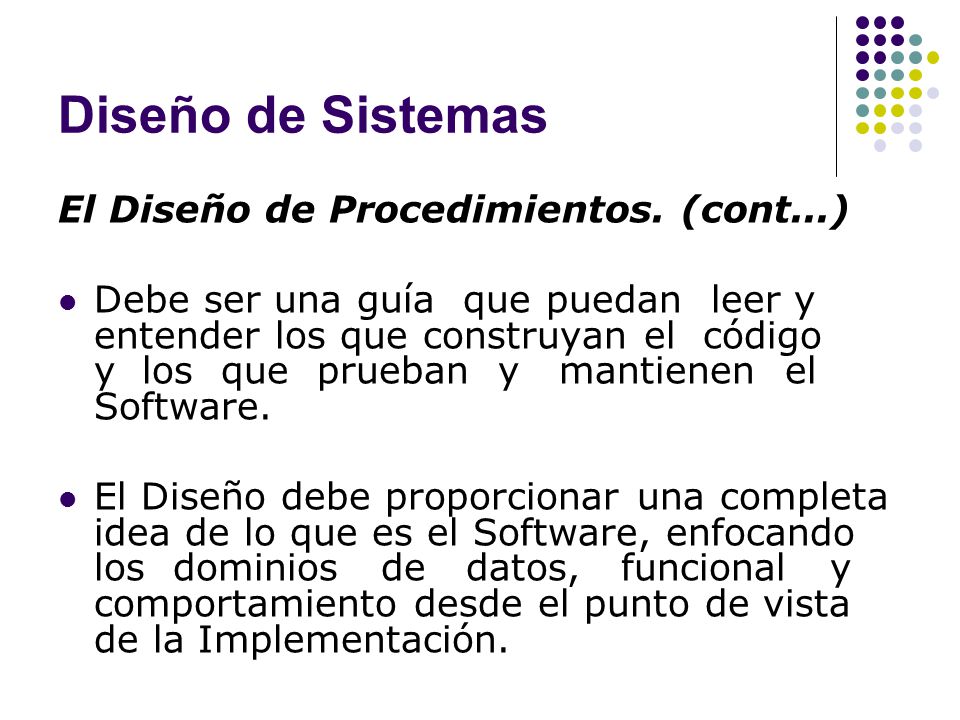 Diseño de Sistemas
El Diseño de Procedimientos. (cont...)
Debe ser una guía que puedan leer y
entender los que construyan el código
y los que prueban y mantienen el
Software.
El Diseño debe proporcionar una completa
idea de lo que es el Software, enfocando
los dominios de datos, funcional y
comportamiento desde el punto de vista
de la Implementación.